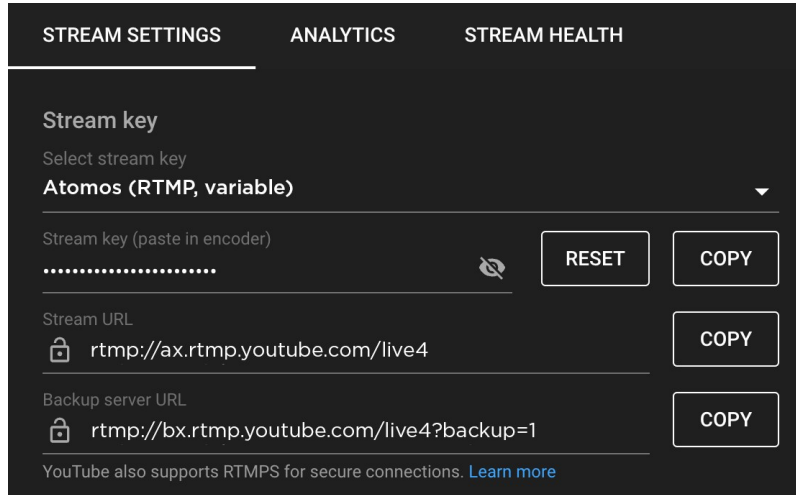 STREAM SETTINGS ANALYTICS STREAM HEALTH
Stream key
Select stream key
Atomos (RTMP, variable)
Stream key (paste in encoder)
•••••••••••••••••••••••• RESET COPY
Stream URL
rtmp://ax.rtmp.youtube.com/live4 COPY
Backup server URL
rtmp://bx.rtmp.youtube.com/live4?backup=1 COPY
YouTube also supports RTMPS for secure connections. Learn more